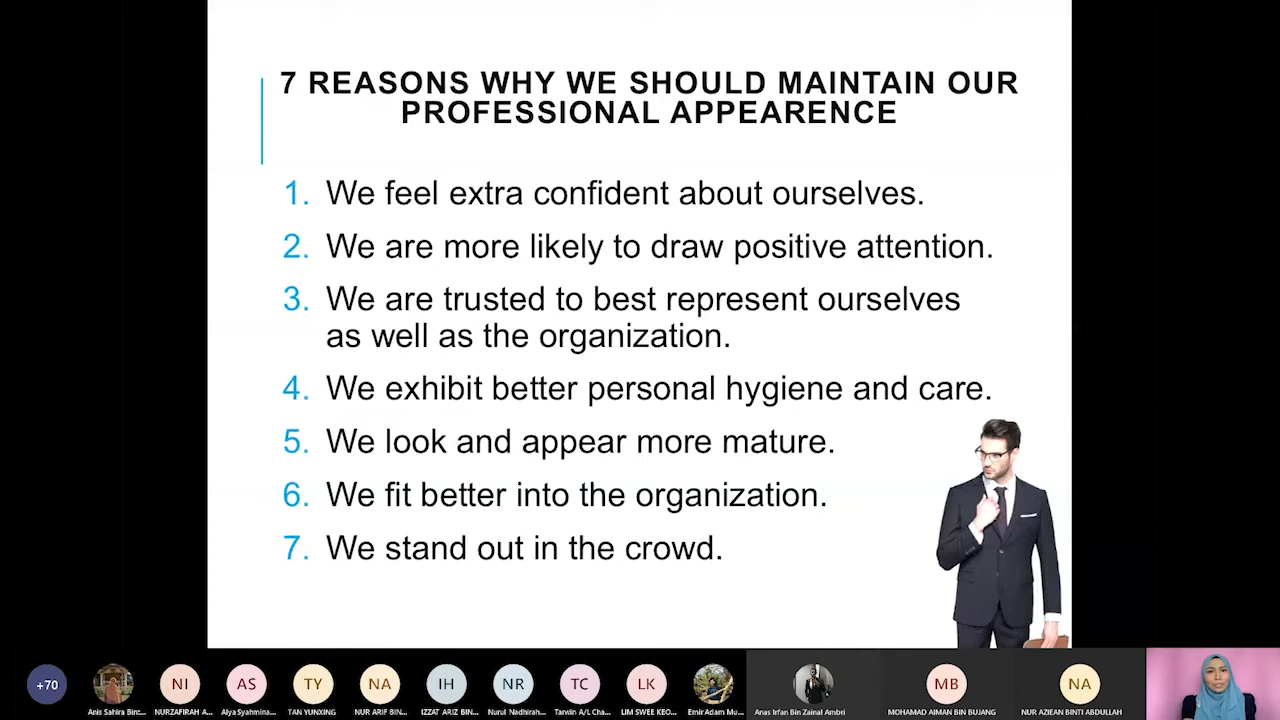 7 REASONS WHY WE SHOULD MAINTAIN OUR
PROFESSIONAL APPEARENCE
1. We feel extra confident about ourselves.
2. We are more likely to draw positive attention.
3. We are trusted to best represent ourselves
as well as the organization.
4. We exhibit better personal hygiene and care.
5. We look and appear more mature.
6. We fit better into the organization.
7. We stand out in the crowd.
+70
NI
AS
TY
NA
IH
NR
TC
LK
MB
NA
Anis Sahira Binti...
NURZAFIRAH A...
Alya Syahmina...
TAN YUNXING
NUR ARIF BIN...
IZZAT ARIZ BIN...
Nurul Nadhirah...
Tarwin A/L Cha...
LIM SWEE KEO...
Emir Adam Mu...
Anas Irfan Bin Zainal Ambri
MOHAMAD AIMAN BIN BUJANG
NUR AZIEAN BINTI ABDULLAH